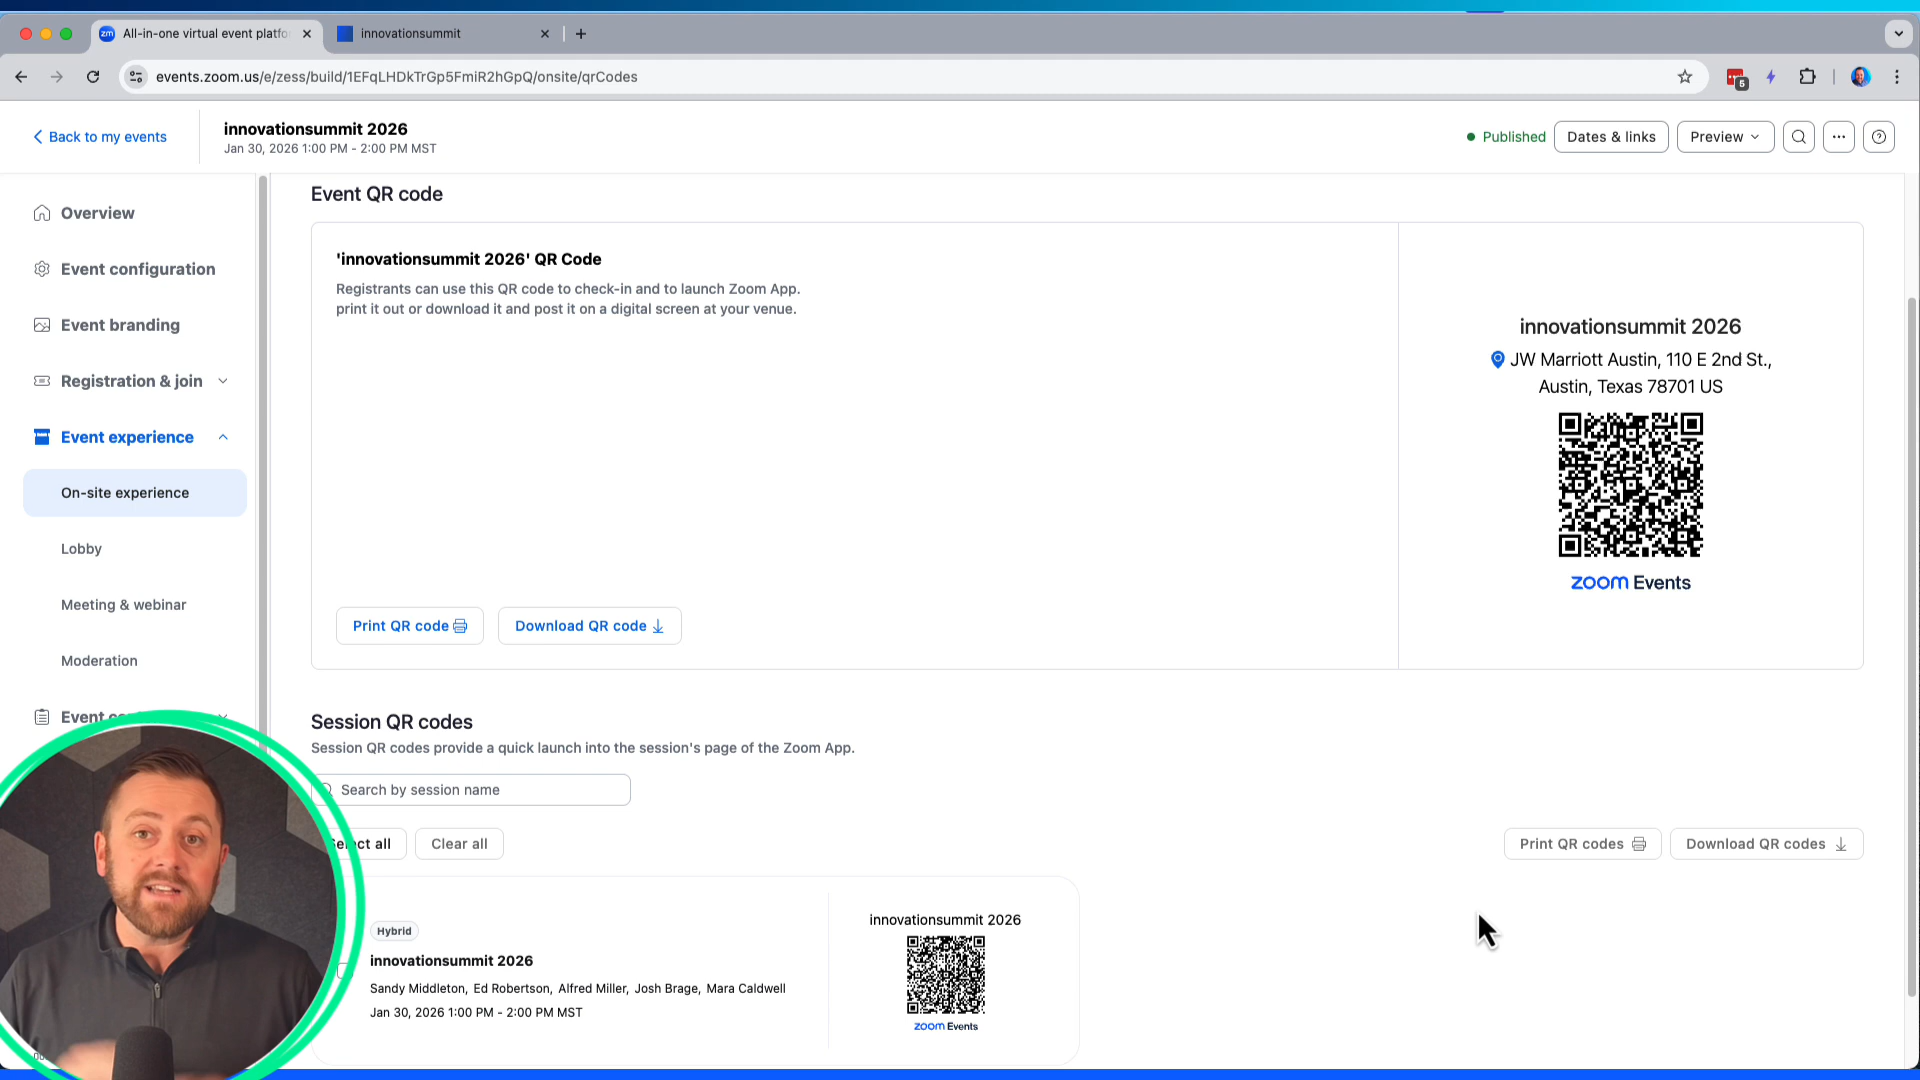 zm All-in-one virtual event platfo
innovationsummit
events.zoom.us/e/zess/build/1EFqLHDkTrGp5FmiR2hGpQ/onsite/qrCodes
5
Back to my events
innovationsummit 2026
Jan 30, 2026 1:00 PM - 2:00 PM MST
Published
Dates & links
Preview
Overview
Event configuration
Event branding
Registration & join
Event experience
On-site experience
Lobby
Meeting & webinar
Moderation
Event
Event QR code
'innovationsummit 2026' QR Code
Registrants can use this QR code to check-in and to launch Zoom App.
print it out or download it and post it on a digital screen at your venue.
Print QR code
Download QR code
innovationsummit 2026
JW Marriott Austin, 110 E 2nd St.,
Austin, Texas 78701 US
zoom Events
Session QR codes
Session QR codes provide a quick launch into the session's page of the Zoom App.
Search by session name
Select all
Clear all
Print QR codes
Download QR codes
Hybrid
innovationsummit 2026
Sandy Middleton, Ed Robertson, Alfred Miller, Josh Brage, Mara Caldwell
Jan 30, 2026 1:00 PM - 2:00 PM MST
innovationsummit 2026
zoom Events